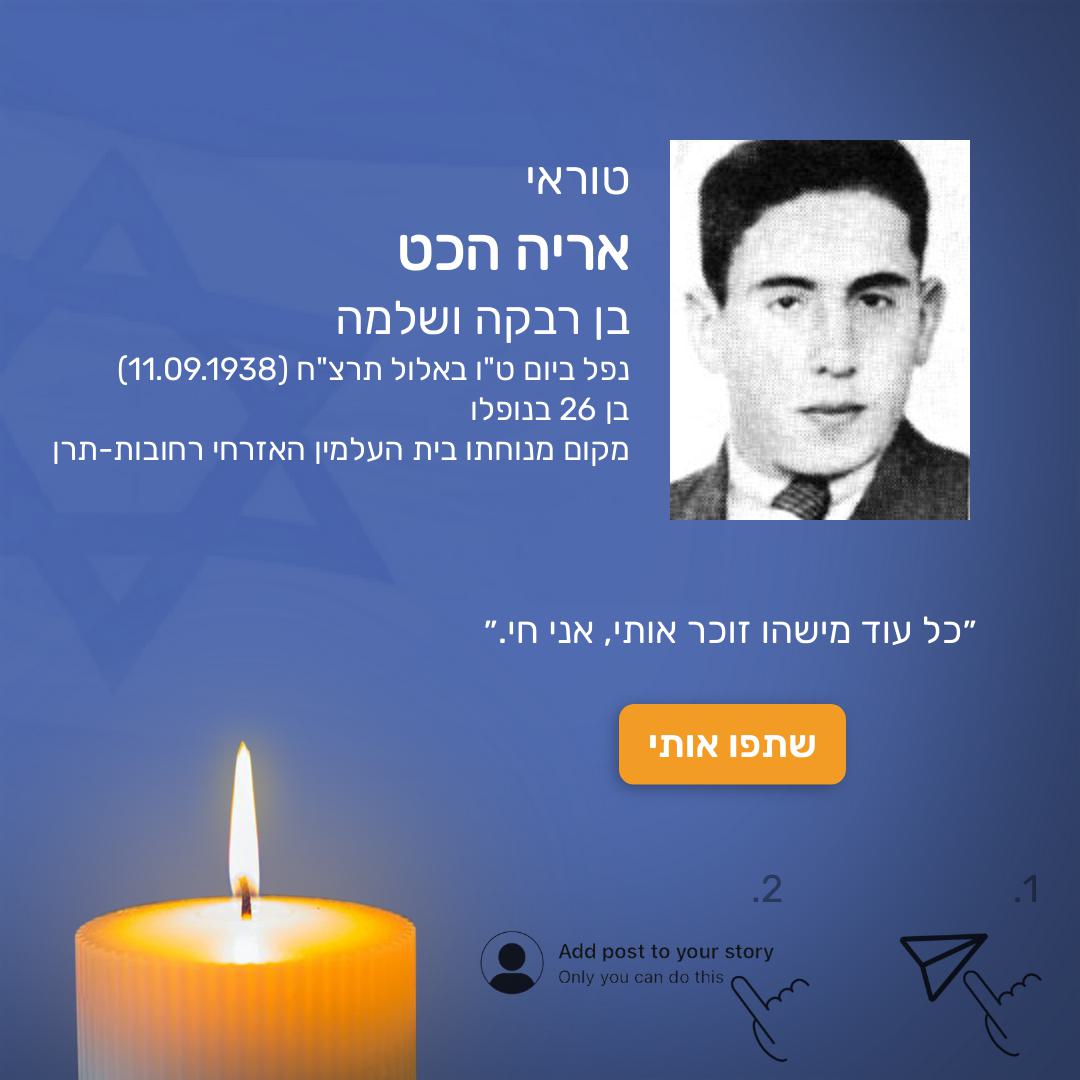 טוראי
אריה הכט
בן רבקה ושלמה
נפל ביום ט"ו באלול תרצ"ח (11.09.1938)
בן 26 בנופלו
מקום מנוחתו בית העלמין האזרחי רחובות-תרן
״כל עוד מישהו זוכר אותי, אני חי.״
שתפו אותי
1.
2.
Add post to your story
Only you can do this